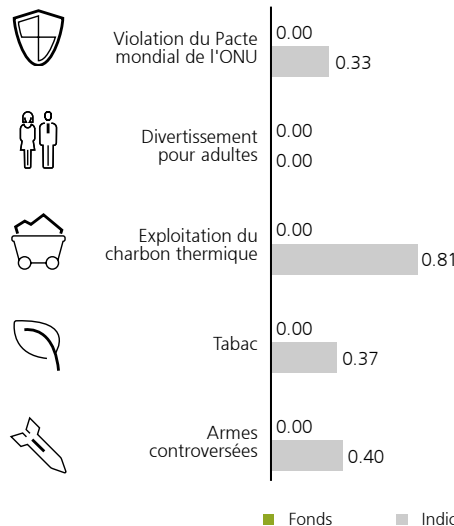 Violation du Pacte
mondial de l'ONU
0.00
0.33
Divertissement
pour adultes
0.00
0.00
Exploitation du
charbon thermique
0.00
0.81
Tabac
0.00
0.37
Armes
controversées
0.00
0.40
Fonds